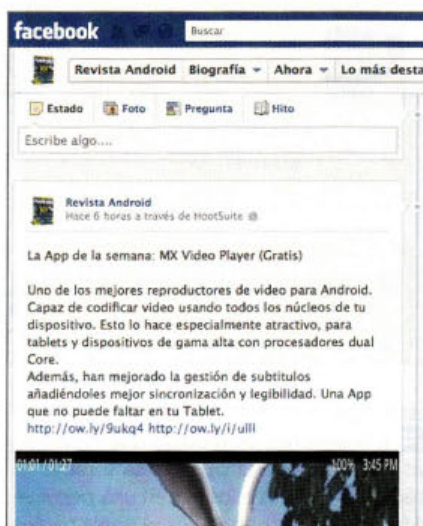 facebook Buscar
Revista Android Biografía Ahora Lo más desta
Estado Foto Pregunta Hito
Escribe algo....
Revista Android
Hace 6 horas a través de HootSuite
La App de la semana: MX Video Player (Gratis)
Uno de los mejores reproductores de video para Android.
Capaz de codificar video usando todos los núcleos de tu
dispositivo. Esto lo hace especialmente atractivo, para
tablets y dispositivos de gama alta con procesadores dual
Core.
Además, han mejorado la gestión de subtitulos
añadiéndoles mejor sincronización y legibilidad. Una App
que no puede faltar en tu Tablet.
http://ow.ly/9ukq4 http://ow.ly/i/ulli
01:01/01:27 100% 3:45 PM